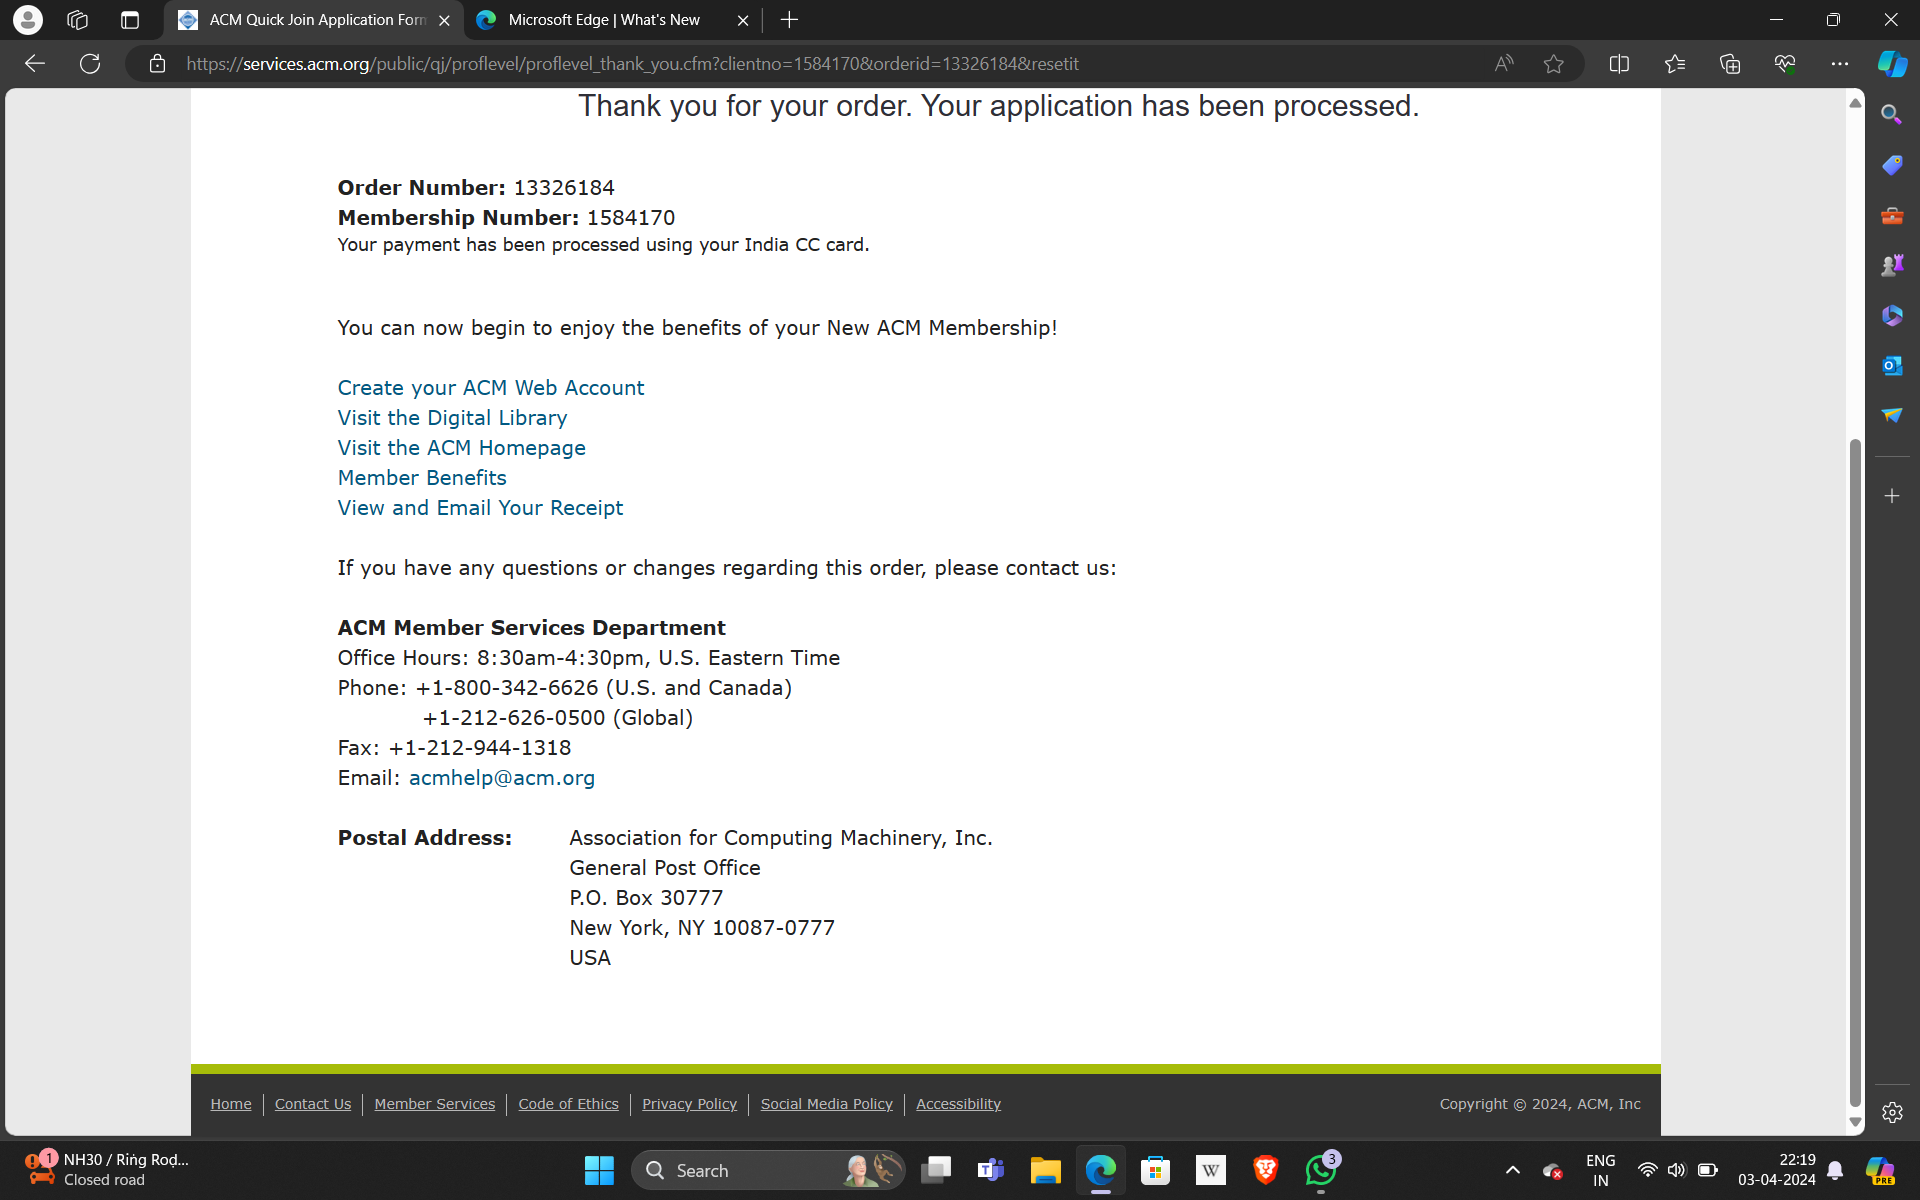 ACM Quick Join Application Form
Microsoft Edge | What's New
https://services.acm.org/public/qj/proflevel/proflevel_thank_you.cfm?clientno=1584170&orderid=13326184&resetit
Thank you for your order. Your application has been processed.
Order Number: 13326184
Membership Number: 1584170
Your payment has been processed using your India CC card.
You can now begin to enjoy the benefits of your New ACM Membership!
Create your ACM Web Account
Visit the Digital Library
Visit the ACM Homepage
Member Benefits
View and Email Your Receipt
If you have any questions or changes regarding this order, please contact us:
ACM Member Services Department
Office Hours: 8:30am-4:30pm, U.S. Eastern Time
Phone: +1-800-342-6626 (U.S. and Canada)
+1-212-626-0500 (Global)
Fax: +1-212-944-1318
Email: acmhelp@acm.org
Postal Address: Association for Computing Machinery, Inc.
General Post Office
P.O. Box 30777
New York, NY 10087-0777
USA
Home Contact Us Member Services Code of Ethics Privacy Policy Social Media Policy Accessibility Copyright © 2024, ACM, Inc
1 NH30 / Ring Rod...
Closed road
Search
W
3
ENG
IN
22:19
03-04-2024
PRE